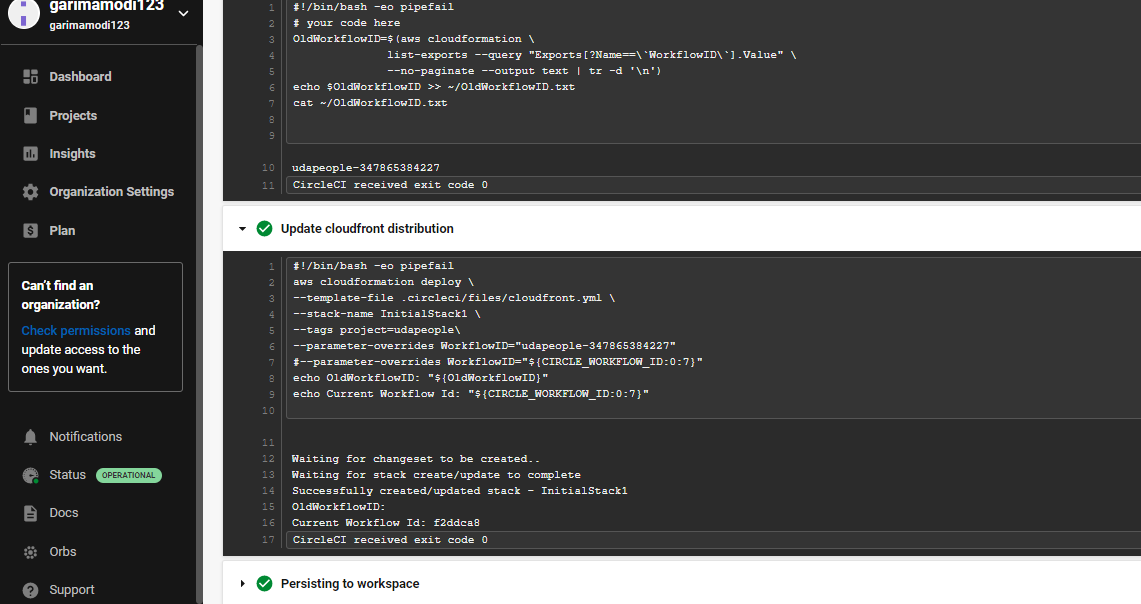 garimamodi123
garimamodi123
Dashboard
Projects
Insights
Organization Settings
$ Plan
Can't find an
organization?
Check permissions and
update access to the
ones you want.
Notifications
Status OPERATIONAL
Docs
Orbs
? Support
1 #!/bin/bash -eo pipefail
2 # your code here
3 OldWorkflowID=$(aws cloudformation \
4 list-exports --query "Exports[?Name==\`WorkflowID\`].Value" \
5 --no-paginate --output text | tr -d '\n')
6 echo $OldWorkflowID >> ~/OldWorkflowID.txt
7 cat ~/OldWorkflowID.txt
8
9
10 udapeople-347865384227
11 CircleCI received exit code 0
Update cloudfront distribution
1 #!/bin/bash -eo pipefail
2 aws cloudformation deploy \
3 --template-file .circleci/files/cloudfront.yml \
4 --stack-name InitialStack1 \
5 --tags project=udapeople\
6 --parameter-overrides WorkflowID="udapeople-347865384227"
7 #--parameter-overrides WorkflowID="${CIRCLE_WORKFLOW_ID:0:7}"
8 echo OldWorkflowID: "${OldWorkflowID}"
9 echo Current Workflow Id: "${CIRCLE_WORKFLOW_ID:0:7}"
10
11
12 Waiting for changeset to be created..
13 Waiting for stack create/update to complete
14 Successfully created/updated stack - InitialStack1
15 OldWorkflowID:
16 Current Workflow Id: f2ddca8
17 CircleCI received exit code 0
Persisting to workspace